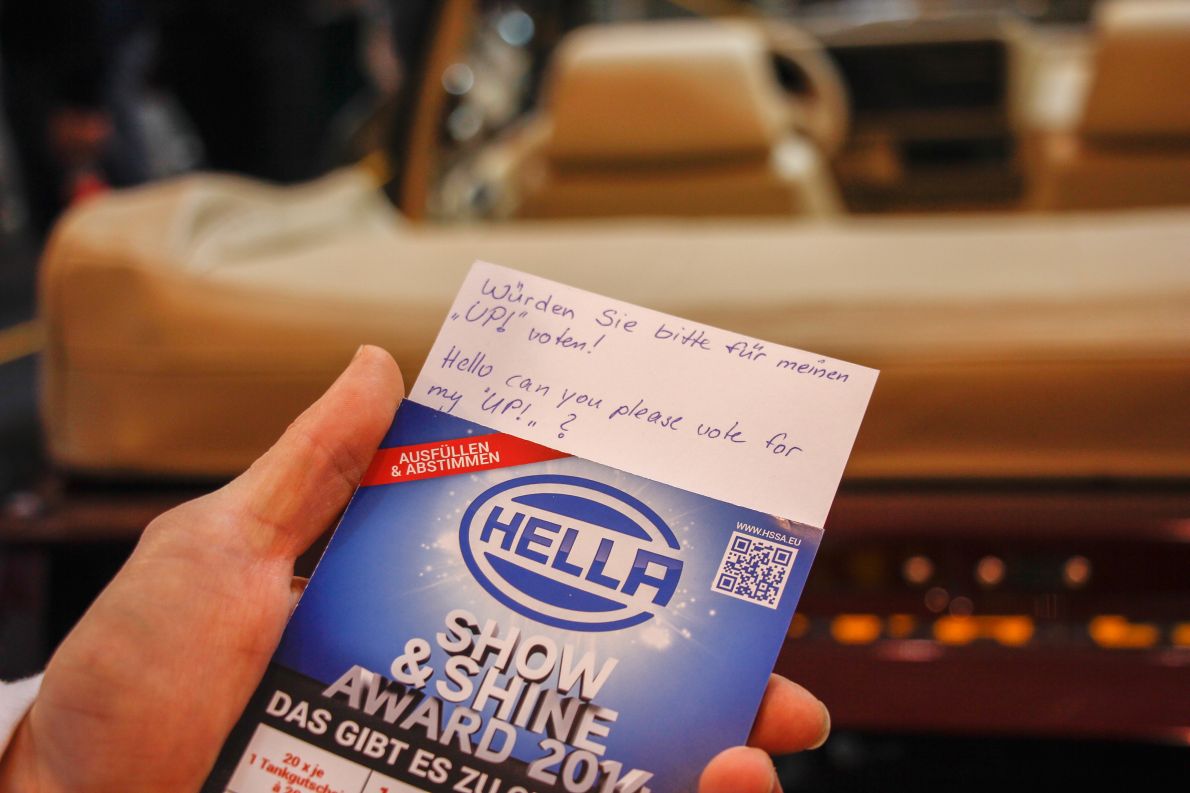 Würden Sie bitte für meinen
„UP!“ voten!
Hello can you please vote for
my "UP!„ ?
AUSFÜLLEN
& ABSTIMMEN
HELLA
WWW.HSSA.EU
SHOW
& SHINE
AWARD 2014
DAS GIBT ES ZU
20 x je
1 Tankgutschei